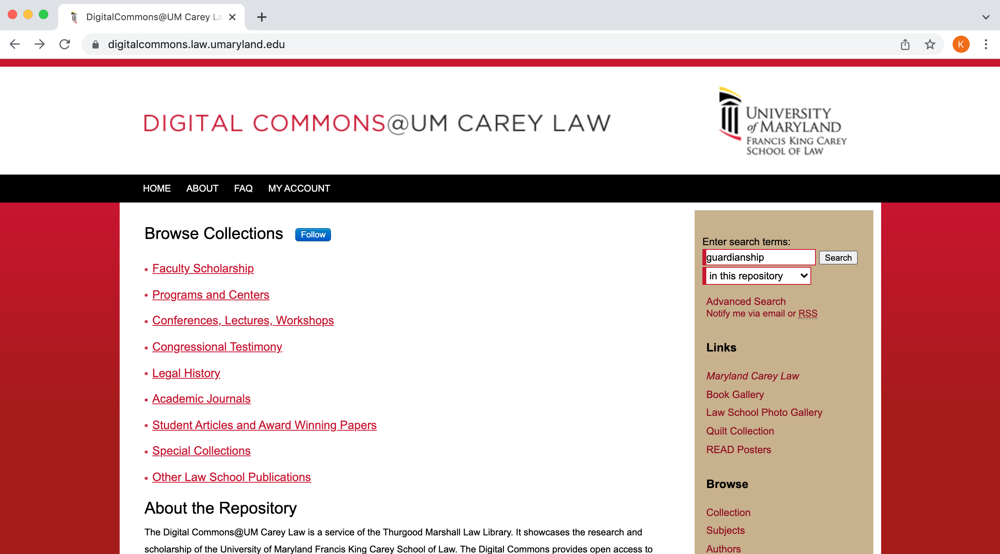 DigitalCommons@UM Carey La
digitalcommons.law.umaryland.edu
K
DIGITAL COMMONS@UM CAREY LAW
UNIVERSITY
of MARYLAND
FRANCIS KING CAREY
SCHOOL OF LAW
HOME ABOUT FAQ MY ACCOUNT
Browse Collections Follow
Faculty Scholarship
Programs and Centers
Conferences, Lectures, Workshops
Congressional Testimony
Legal History
Academic Journals
Student Articles and Award Winning Papers
Special Collections
Other Law School Publications
About the Repository
The Digital Commons@UM Carey Law is a service of the Thurgood Marshall Law Library. It showcases the research and
scholarship of the University of Maryland Francis King Carey School of Law. The Digital Commons provides open access to
Enter search terms:
guardianship Search
in this repository
Advanced Search
Notify me via email or RSS
Links
Maryland Carey Law
Book Gallery
Law School Photo Gallery
Quilt Collection
READ Posters
Browse
Collection
Subjects
Authors